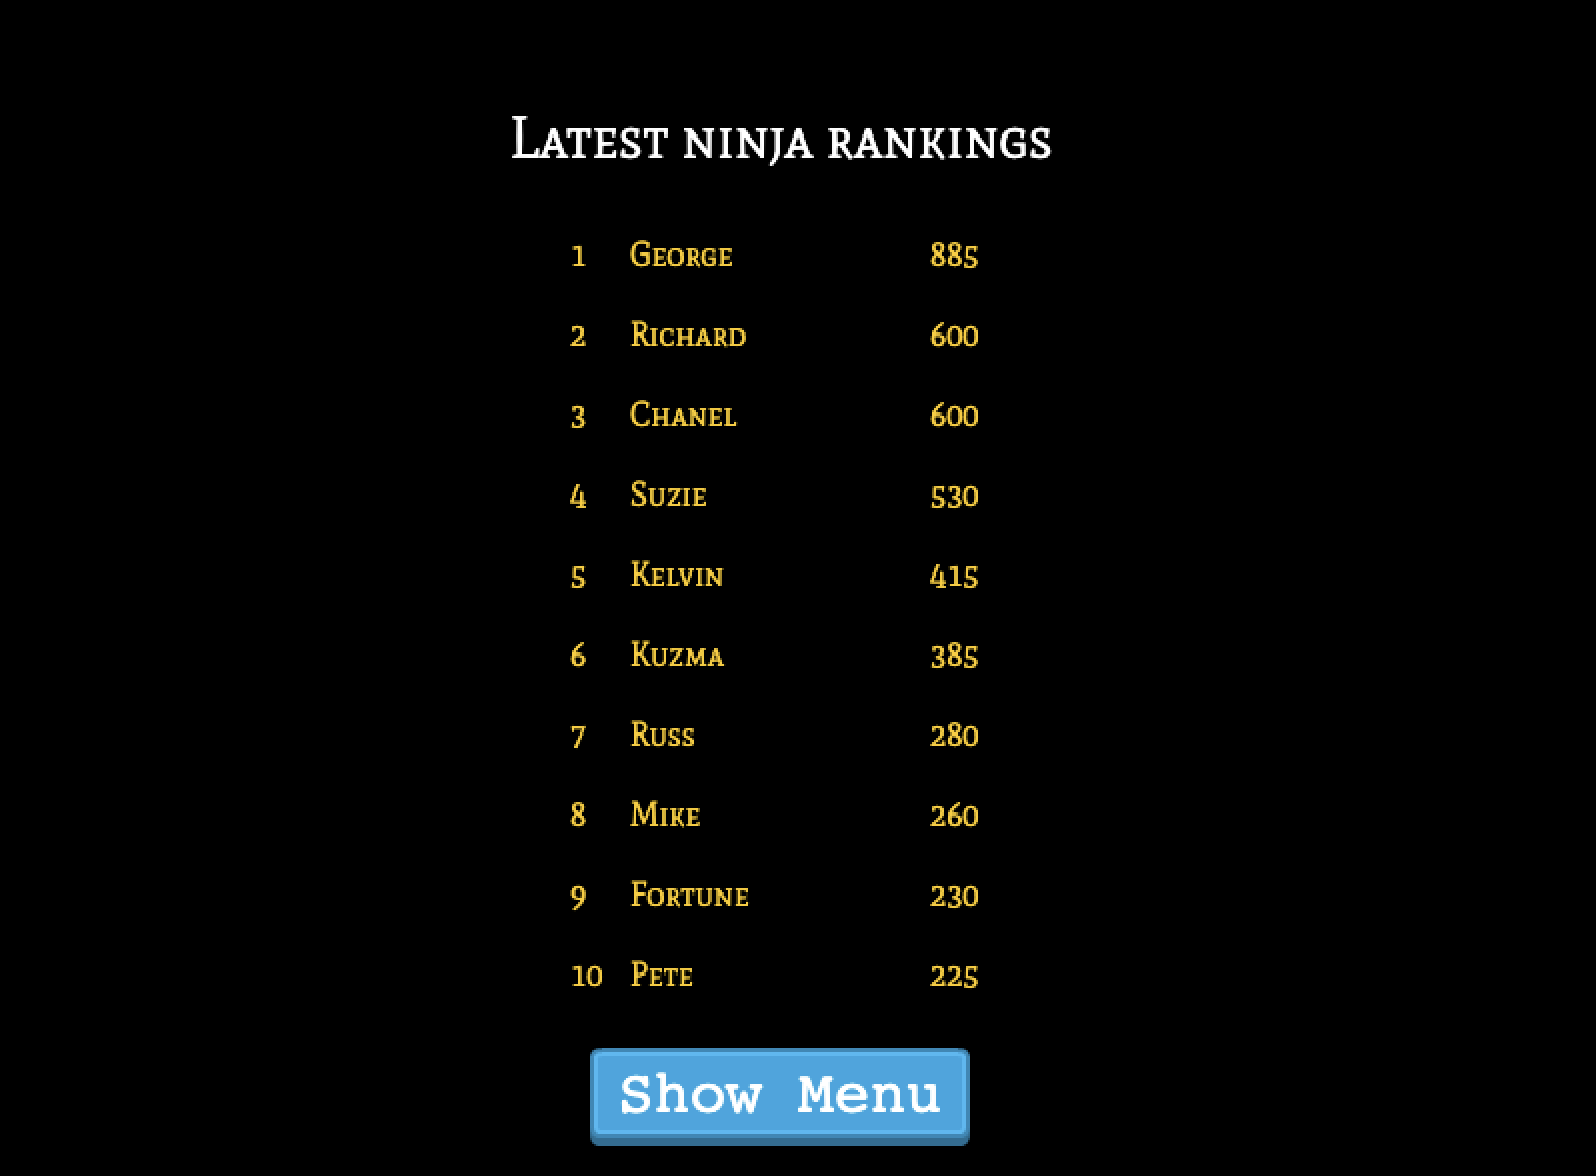 Latest ninja rankings
1 George 885
2 Richard 600
3 Chanel 600
4 Suzie 530
5 Kelvin 415
6 Kuzma 385
7 Russ 280
8 Mike 260
9 Fortune 230
10 Pete 225
Show Menu